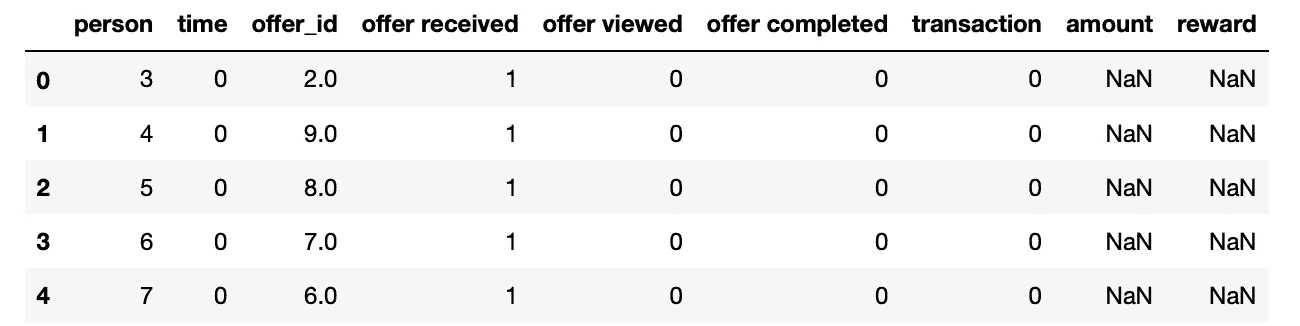 person time offer_id offer received offer viewed offer completed transaction amount reward
0 3 0 2.0 1 0 0 0 NaN NaN
1 4 0 9.0 1 0 0 0 NaN NaN
2 5 0 8.0 1 0 0 0 NaN NaN
3 6 0 7.0 1 0 0 0 NaN NaN
4 7 0 6.0 1 0 0 0 NaN NaN